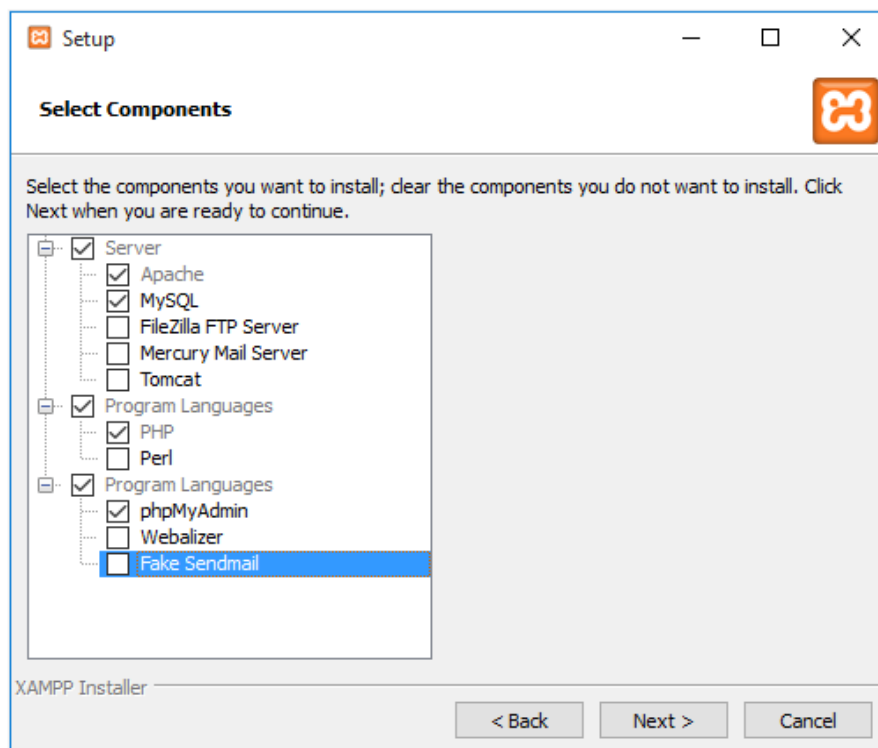 Setup
Select Components
Select the components you want to install; clear the components you do not want to install. Click
Next when you are ready to continue.
Server
Apache
MySQL
FileZilla FTP Server
Mercury Mail Server
Tomcat
Program Languages
PHP
Perl
Program Languages
phpMyAdmin
Webalizer
Fake Sendmail
XAMPP Installer
< Back
Next >
Cancel